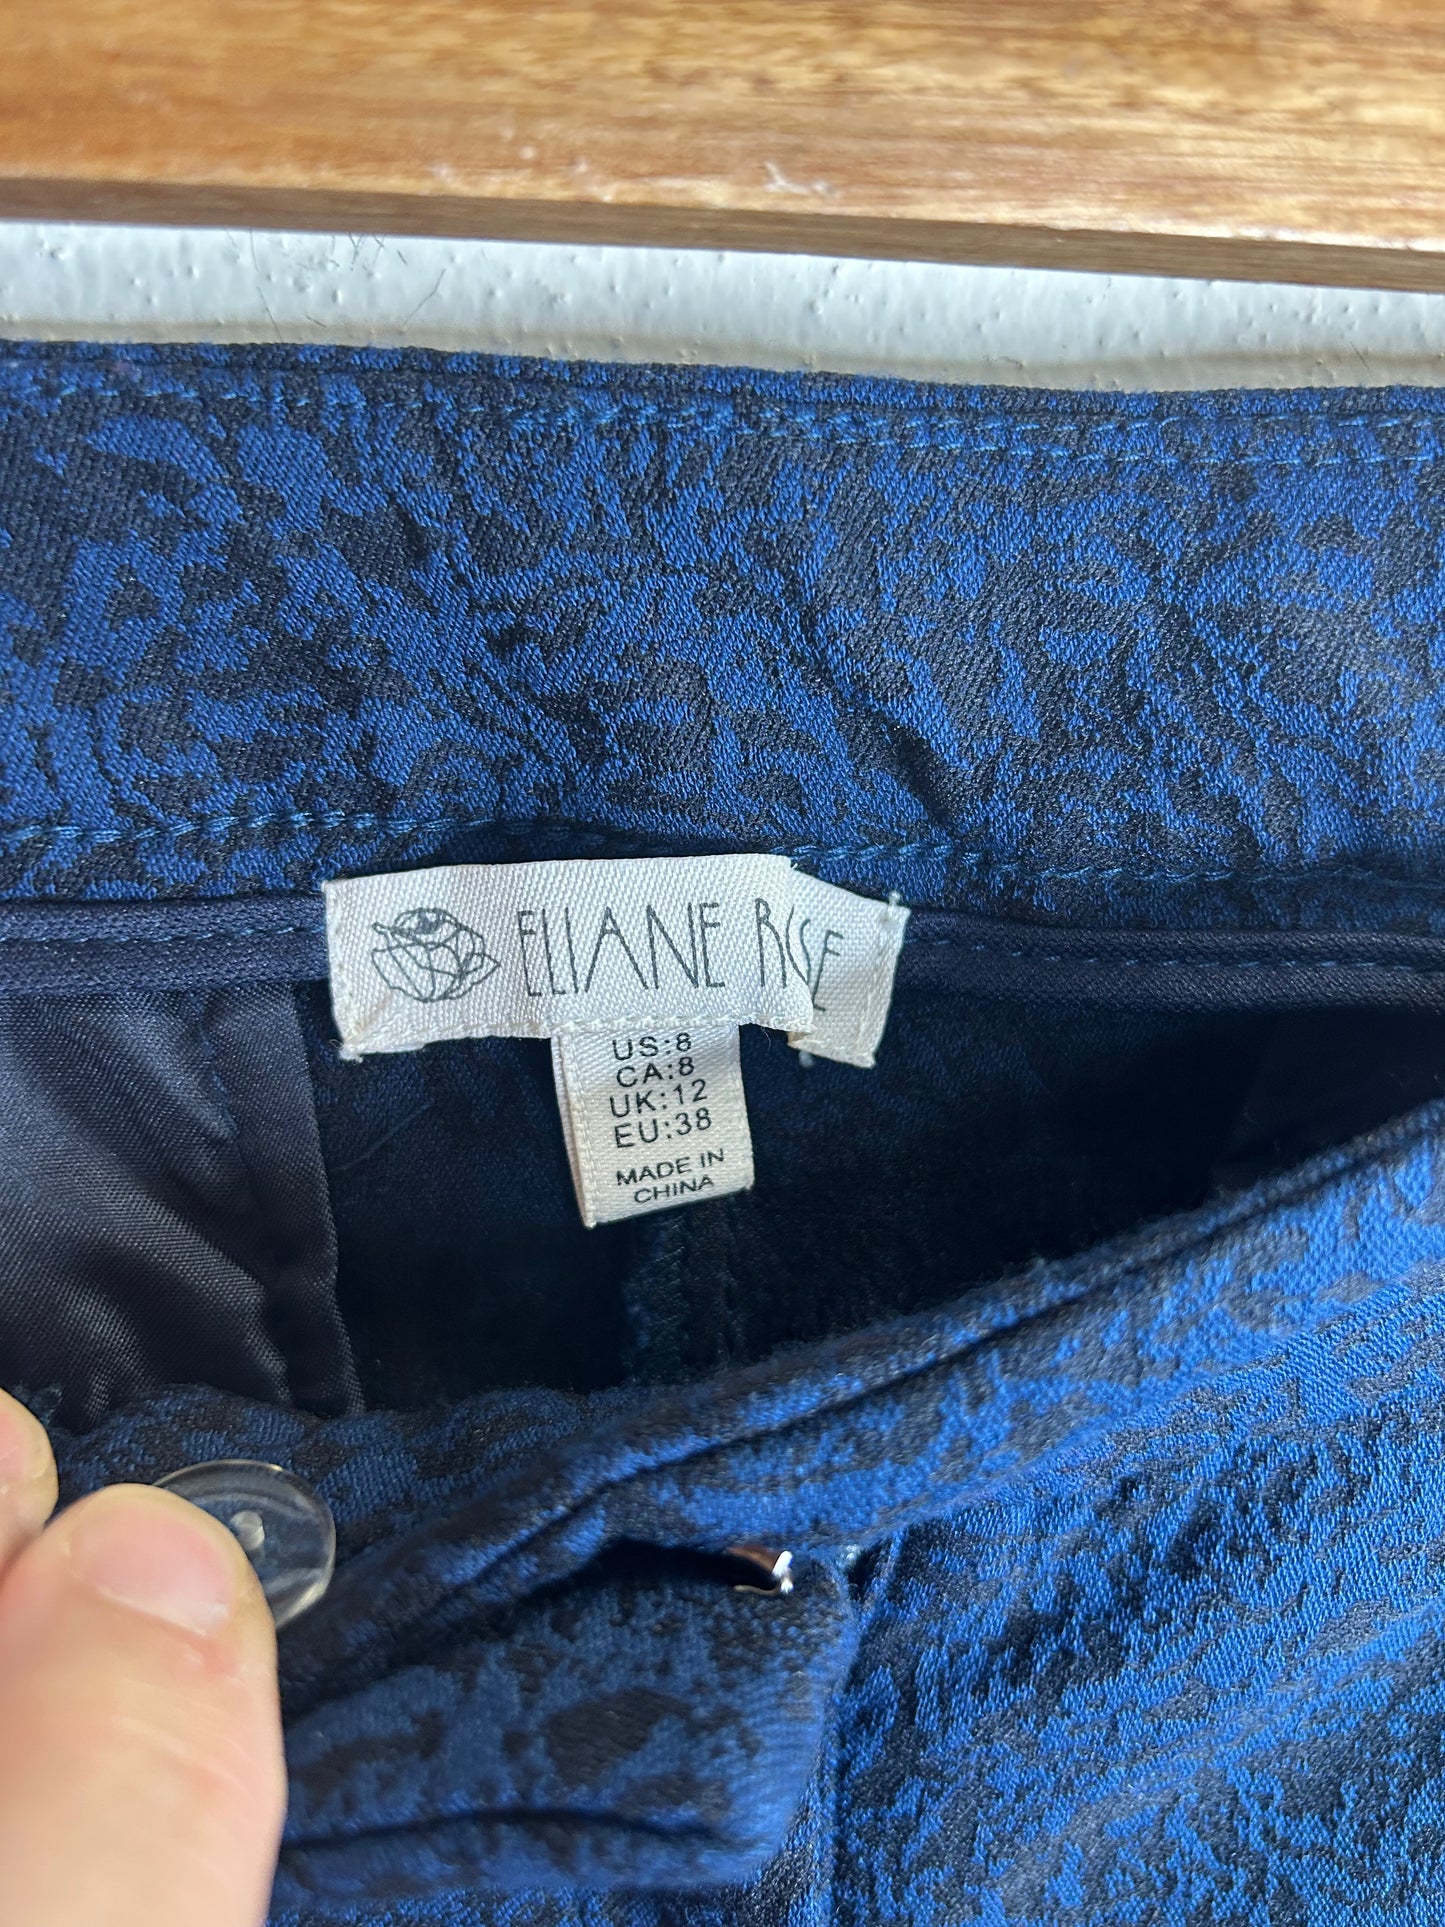 ELIANE ROSE
US:8
CA:8
UK:12
EU:38
MADE IN
CHINA